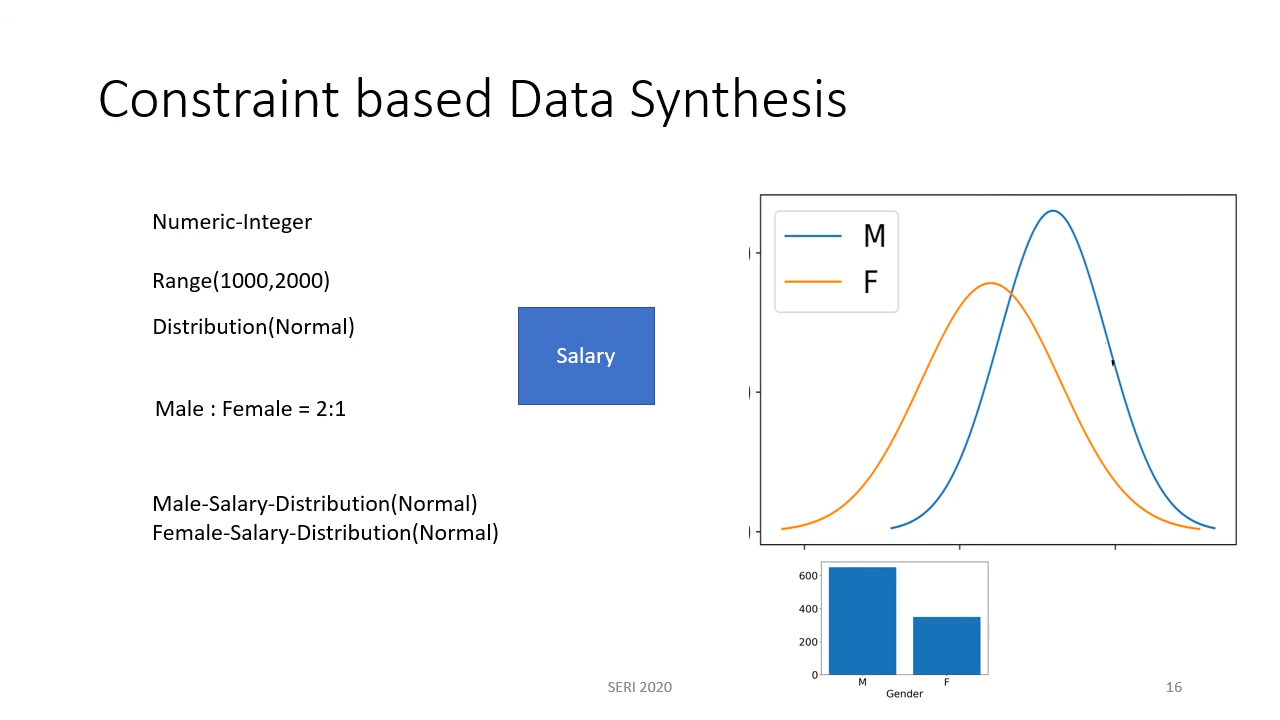 Constraint based Data Synthesis
Numeric-Integer
Range(1000,2000)
Distribution(Normal)
Salary
Male : Female = 2:1
Male-Salary-Distribution(Normal)
Female-Salary-Distribution(Normal)
M
F
600
400
200
0
M F
Gender
SERI 2020
16